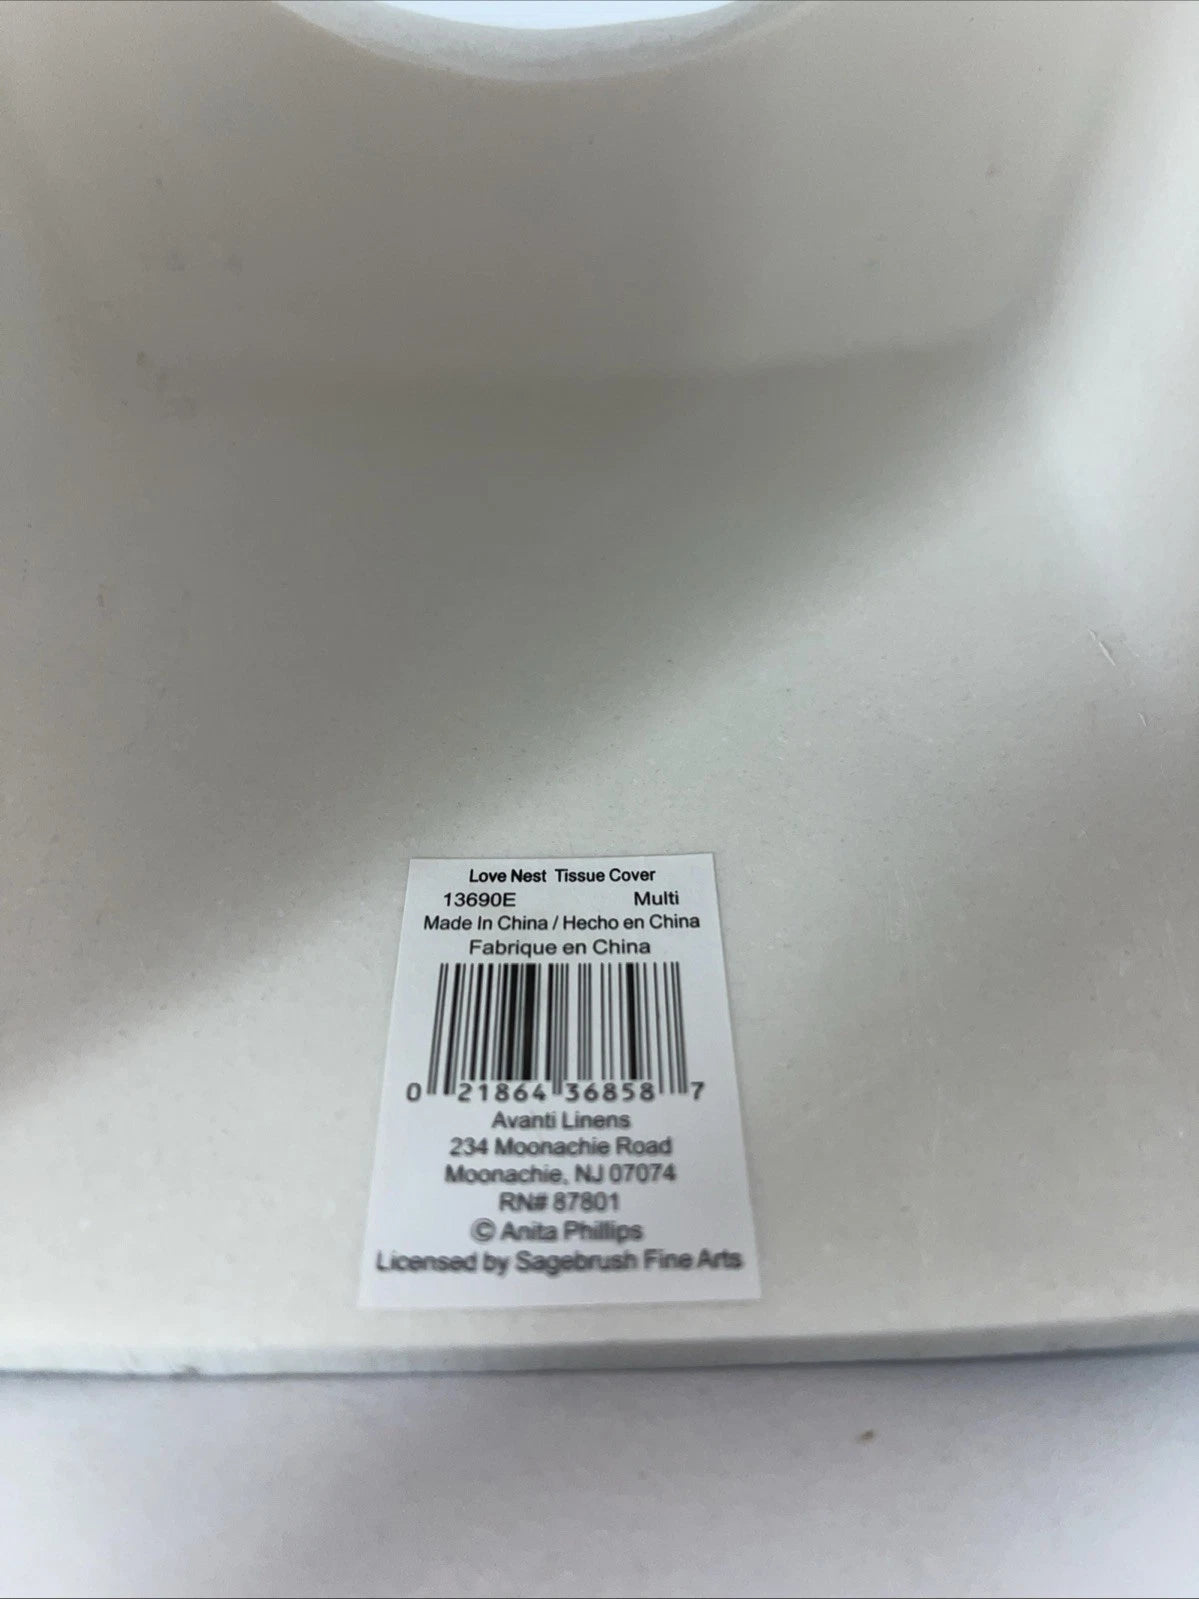 Love Nest Tissue Cover
13690E Multi
Made In China / Hecho en China
Fabrique en China
0 21864 36858 7
Avanti Linens
234 Moonachie Road
Moonachie, NJ 07074
RN# 87801
© Anita Phillips
Licensed by Sagebrush Fine Arts